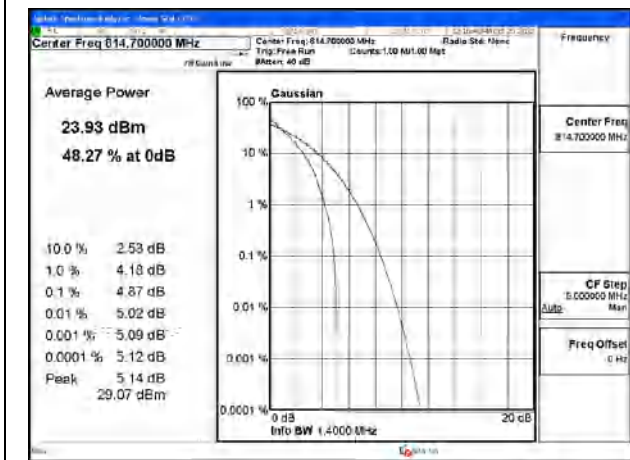 Center Freq 814.700000 MHz
Center Freq: 814.700000 MHz
Radio Std: None
Trig: Free Run
Counts: 1.00 M/1.00 Mpt
#Atten: 40 dB
Frequency
Average Power
23.93 dBm
48.27 % at 0dB
10.0 % 2.53 dB
1.0 % 4.18 dB
0.1 % 4.87 dB
0.01 % 5.02 dB
0.001 % 5.09 dB
0.0001 % 5.12 dB
Peak 5.14 dB
29.07 dBm
Gaussian
100 %
10 %
1 %
0.1 %
0.01 %
0.001 %
0.0001 %
0 dB
20 dB
Info BW 1.4000 MHz
Center Freq
814.700000 MHz
CF Step
5.000000 MHz
Auto Man
Freq Offset
0 Hz